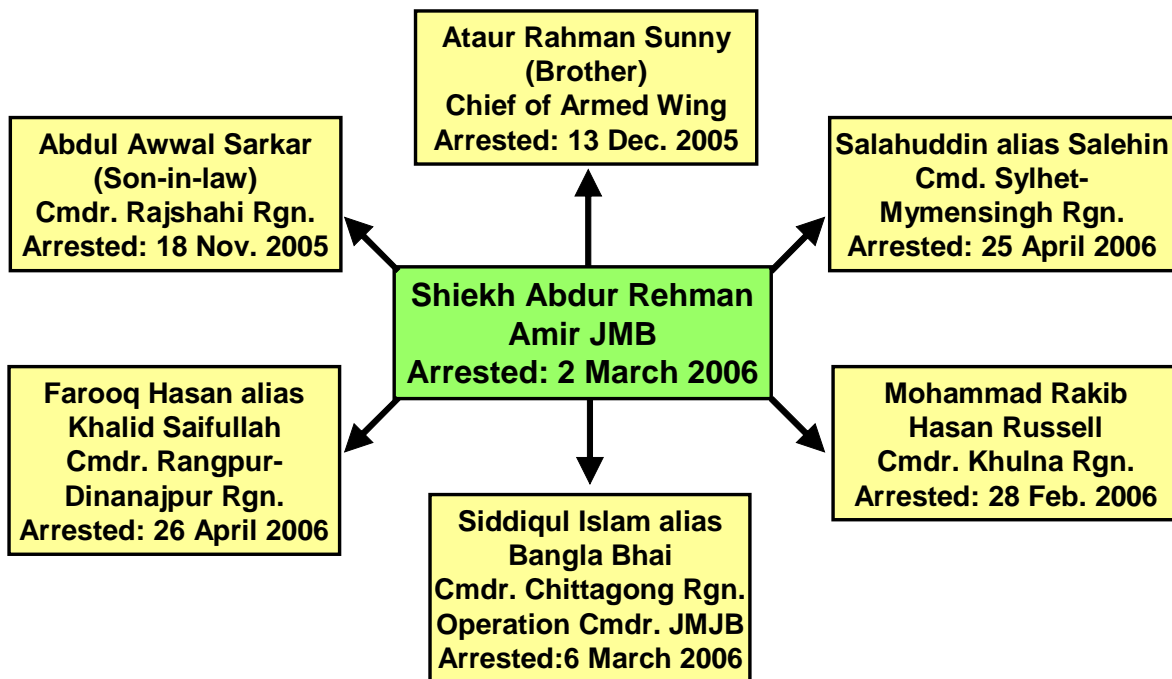 Ataur Rahman Sunny
(Brother)
Chief of Armed Wing
Arrested: 13 Dec. 2005
Abdul Awwal Sarkar
(Son-in-law)
Cmdr. Rajshahi Rgn.
Arrested: 18 Nov. 2005
Salahuddin alias Salehin
Cmd. Sylhet-
Mymensingh Rgn.
Arrested: 25 April 2006
Shiekh Abdur Rehman
Amir JMB
Arrested: 2 March 2006
Farooq Hasan alias
Khalid Saifullah
Cmdr. Rangpur-
Dinanajpur Rgn.
Arrested: 26 April 2006
Mohammad Rakib
Hasan Russell
Cmdr. Khulna Rgn.
Arrested: 28 Feb. 2006
Siddiqul Islam alias
Bangla Bhai
Cmdr. Chittagong Rgn.
Operation Cmdr. JMJB
Arrested:6 March 2006